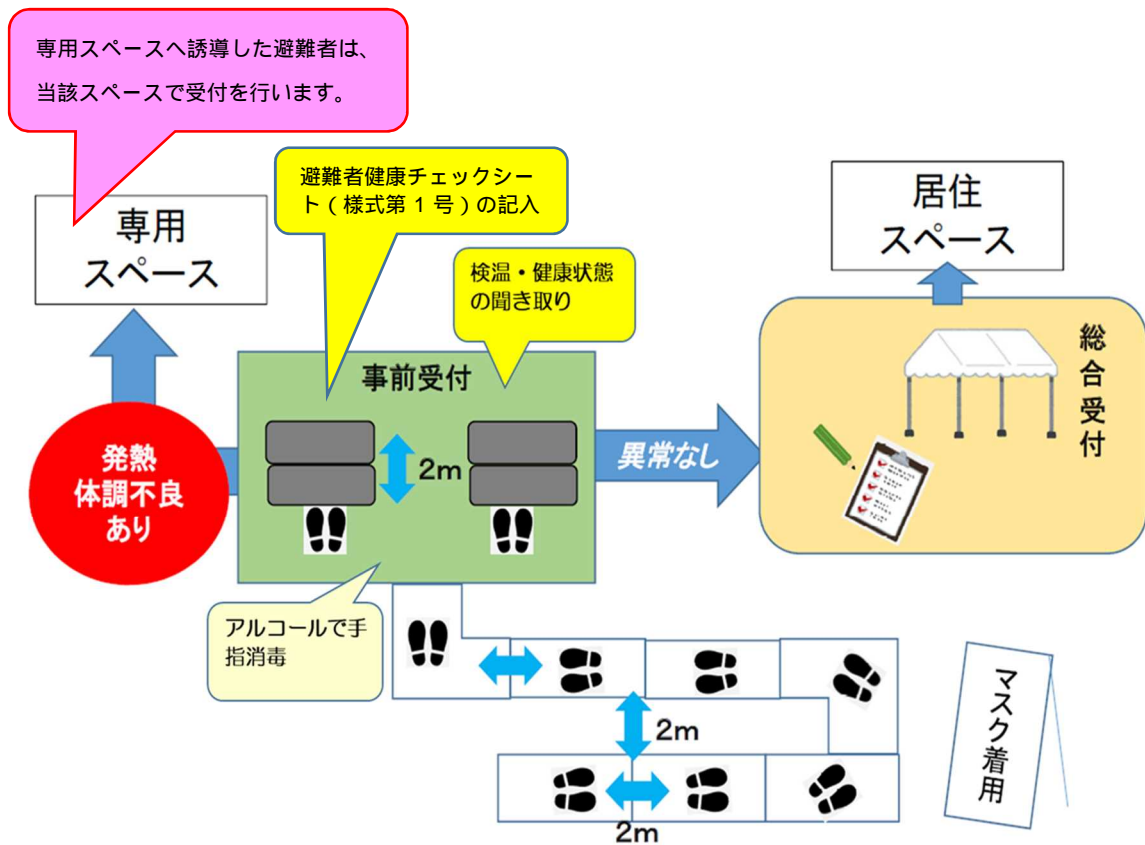 専用スペースへ誘導した避難者は、
当該スペースで受付を行います。
避難者健康チェックシー
ト（様式第１号）の記入
居住
スペース
専用
スペース
検温・健康状態
の聞き取り
総合受付
事前受付
発熱
体調不良
あり
2m
異常なし
アルコールで手
指消毒
2m
2m
マスク着用